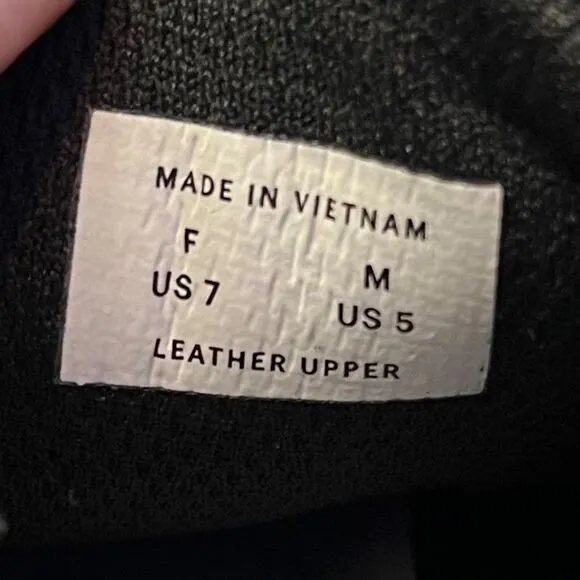 MADE IN VIETNAM
F M
US 7 US 5
LEATHER UPPER